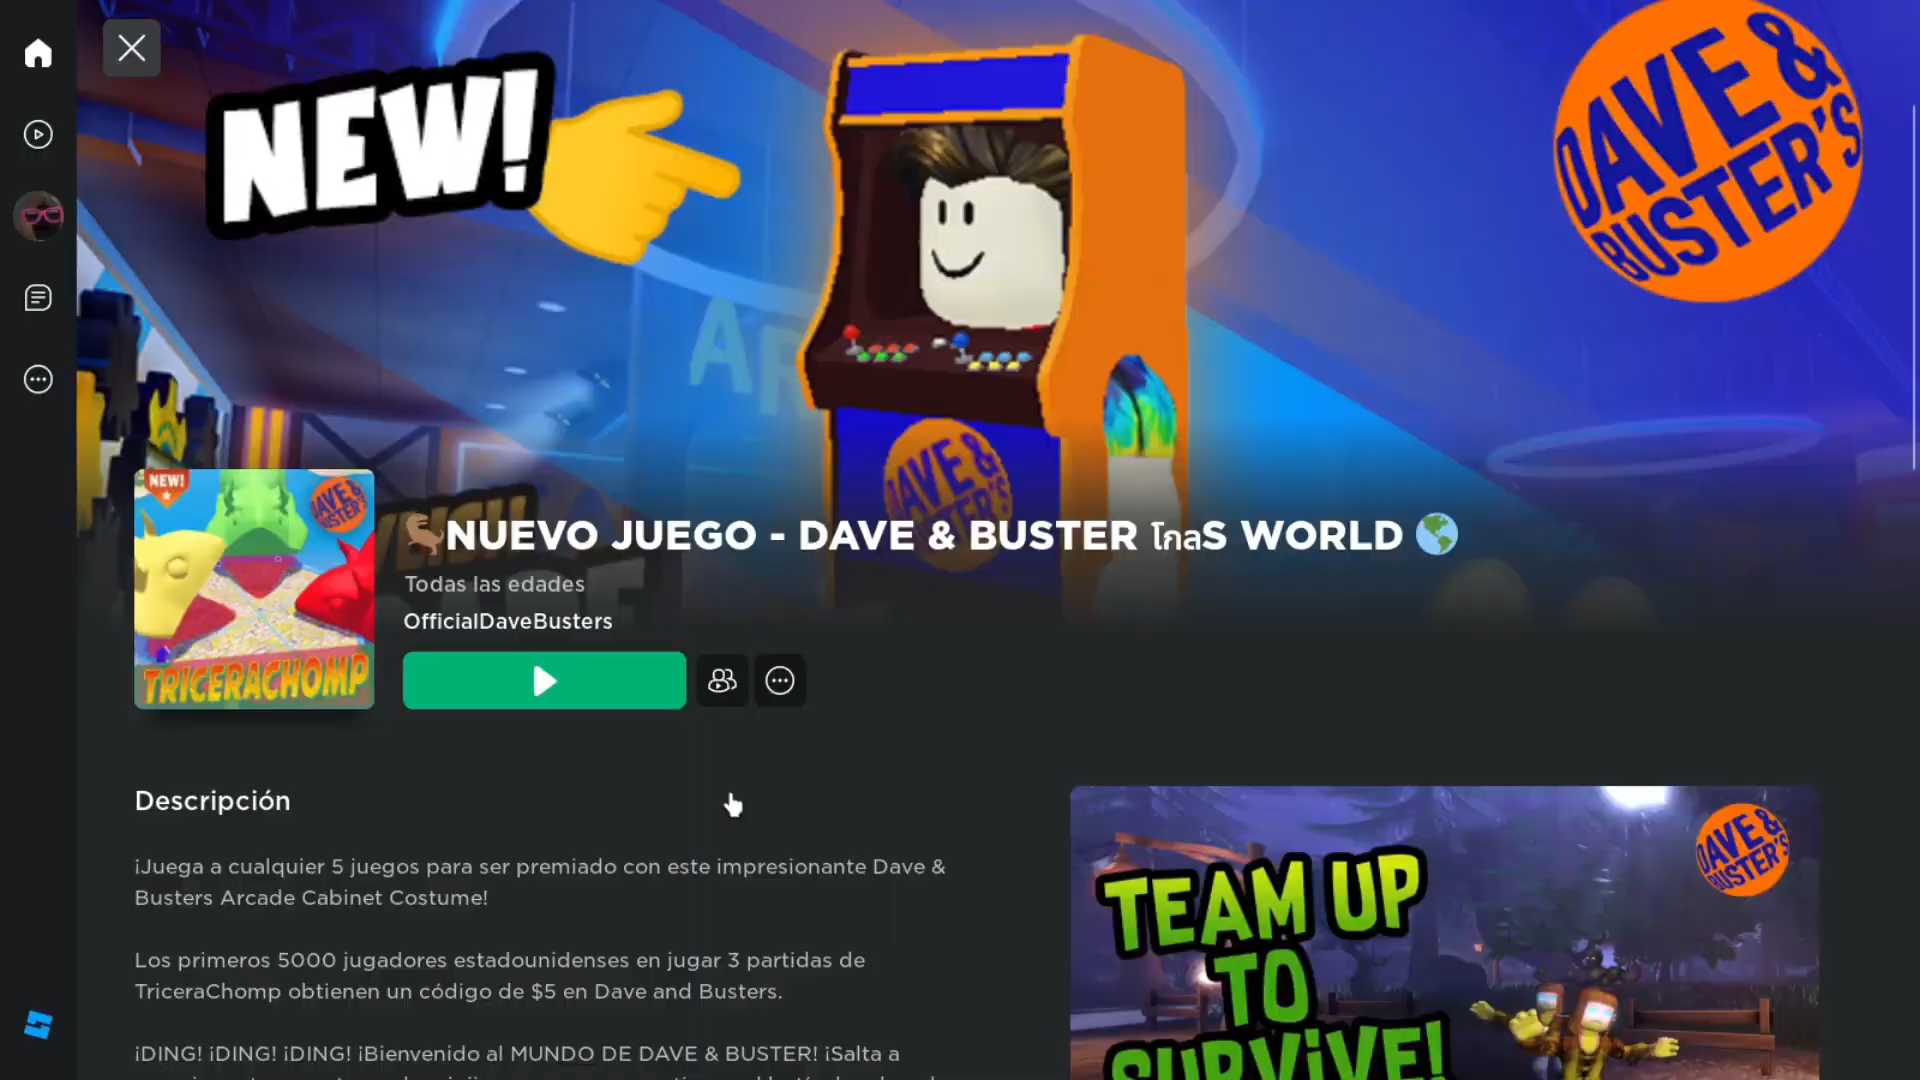 NEW!
DAVE &
BUSTER'S
NEW!
DAVE &
BUSTER'S
TRICERACHOMP
DAVE &
BUSTER'S
NUEVO JUEGO - DAVE & BUSTER โกลS WORLD
Todas las edades
OfficialDaveBusters
Descripción
¡Juega a cualquier 5 juegos para ser premiado con este impresionante Dave &
Busters Arcade Cabinet Costume!
Los primeros 5000 jugadores estadounidenses en jugar 3 partidas de
TriceraChomp obtienen un código de $5 en Dave and Busters.
¡DING! ¡DING! ¡DING! ¡Bienvenido al MUNDO DE DAVE & BUSTER! ¡Salta a
DAVE &
BUSTER'S
TEAM UP
TO
SURViVE!